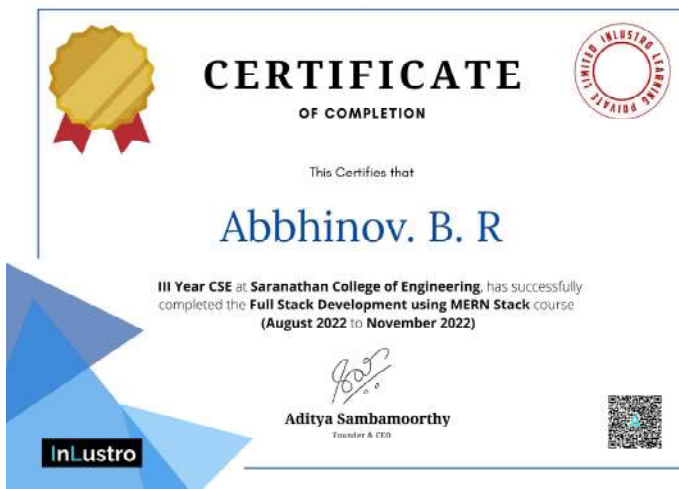 CERTIFICATE
INLUSTRO LEARNING PRIVATE LIMITED
OF COMPLETION
This Certifies that
Abbhinov. B. R
III Year CSE at Saranathan College of Engineering, has successfully
completed the Full Stack Development using MERN Stack course
(August 2022 to November 2022)
Aditya Sambamoorthy
Founder & CEO
InLustro